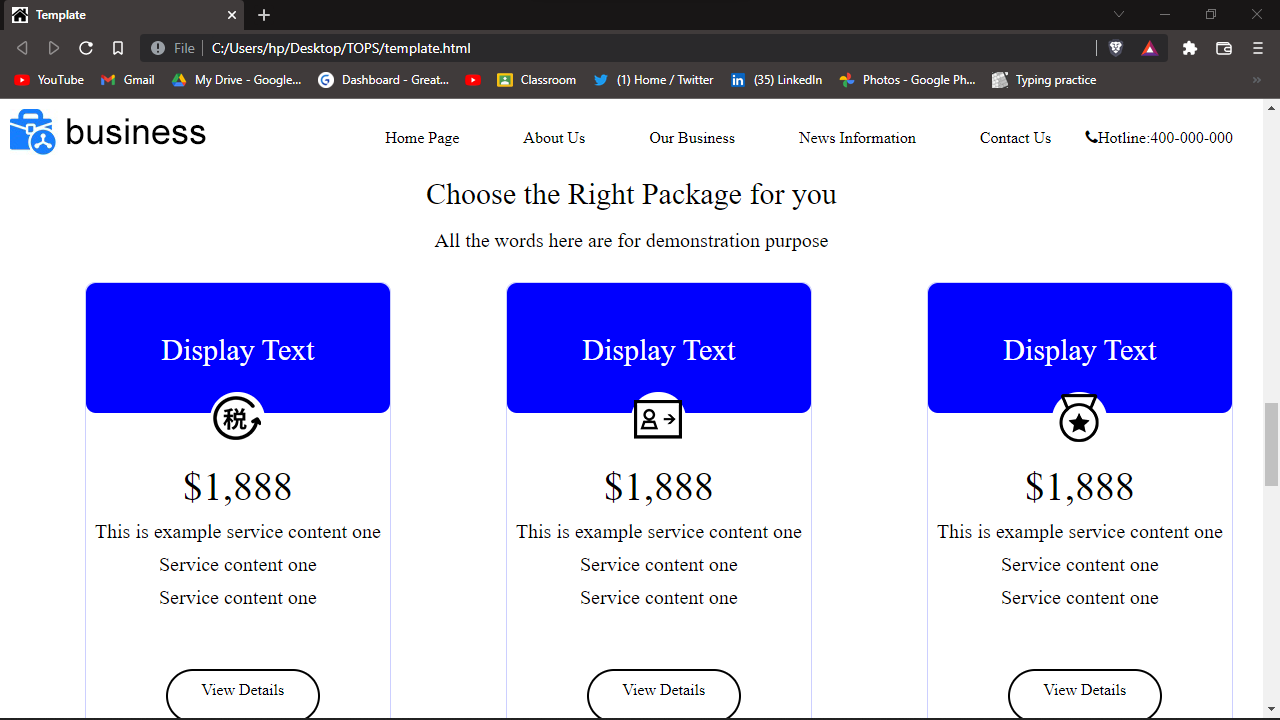 Template
File C:/Users/hp/Desktop/TOPS/template.html
YouTube Gmail My Drive - Google... Dashboard - Great... Classroom (1) Home / Twitter (35) LinkedIn Photos - Google Ph... Typing practice
business Home Page About Us Our Business News Information Contact Us Hotline:400-000-000
Choose the Right Package for you
All the words here are for demonstration purpose
Display Text Display Text Display Text
税
$1,888 $1,888 $1,888
This is example service content one This is example service content one This is example service content one
Service content one Service content one Service content one
Service content one Service content one Service content one
View Details View Details View Details